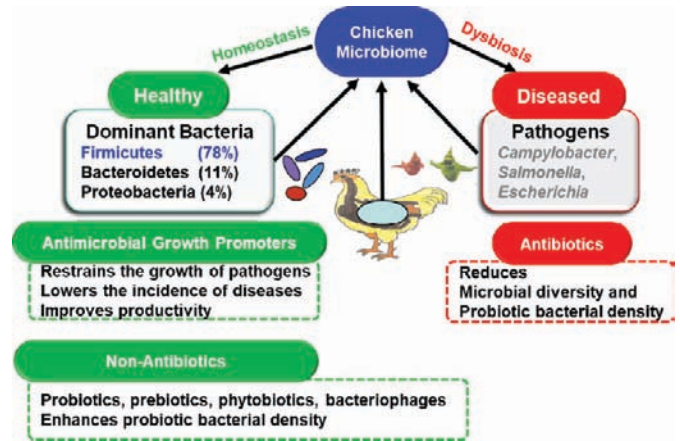 Homeostasis
Chicken
Microbiome
Dysbiosis
Healthy
Dominant Bacteria
Firmicutes (78%)
Bacteroidetes (11%)
Proteobacteria (4%)
Diseased
Pathogens
Campylobacter,
Salmonella,
Escherichia
Antimicrobial Growth Promoters
Restrains the growth of pathogens
Lowers the incidence of diseases
Improves productivity
Antibiotics
Reduces
Microbial diversity and
Probiotic bacterial density
Non-Antibiotics
Probiotics, prebiotics, phytobiotics, bacteriophages
Enhances probiotic bacterial density